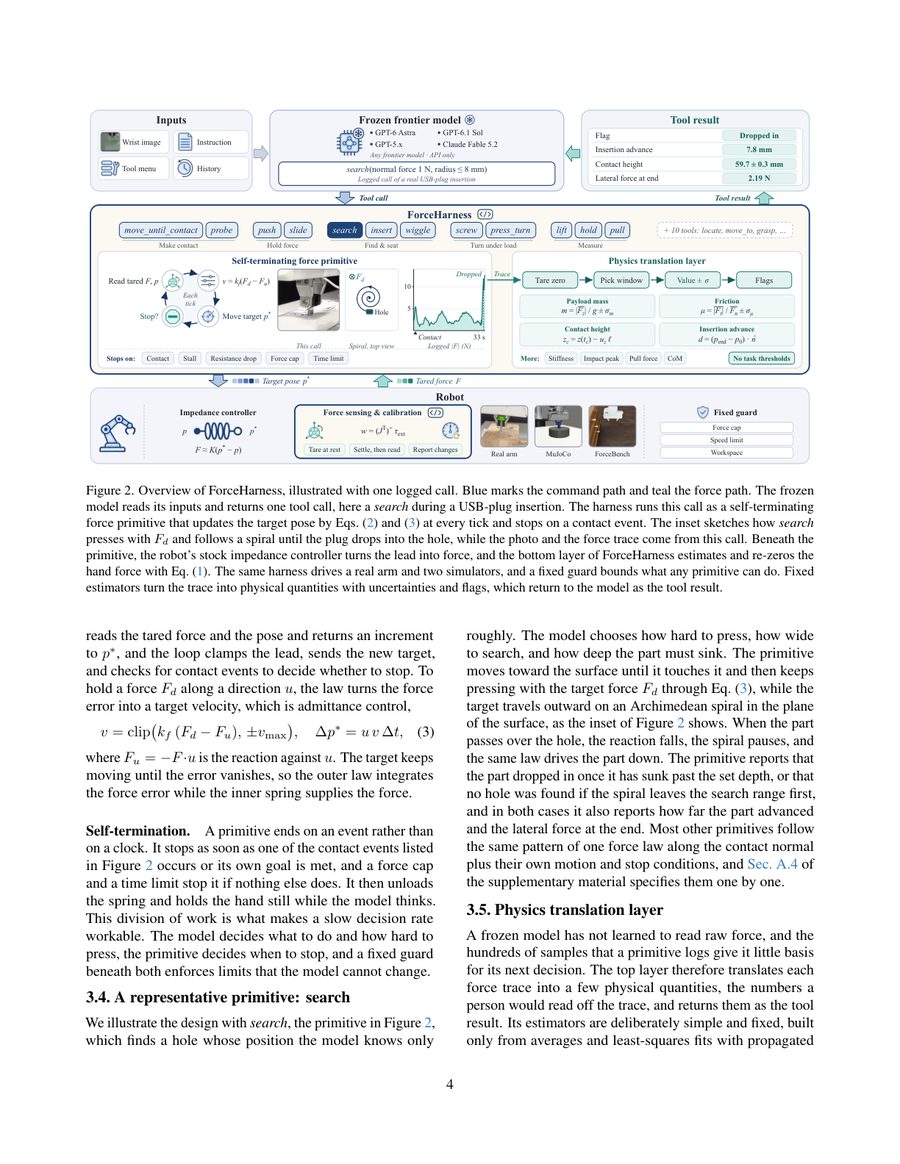 Inputs
Wrist image
Instruction
Tool menu
History
Frozen frontier model
• GPT-6 Astra
• GPT-6.1 Sol
• GPT-5.x
• Claude Fable 5.2
Any frontier model · API only
search(normal force 1 N, radius ≤ 8 mm)
Logged call of a real USB-plug insertion
Tool result
Flag Dropped in
Insertion advance 7.8 mm
Contact height 59.7 ± 0.3 mm
Lateral force at end 2.19 N
Tool call
Tool result
ForceHarness
move_until_contact probe push slide search insert wiggle screw press_turn lift hold pull + 10 tools: locate, move_to, grasp, …
Make contact Hold force Find & seat Turn under load Measure
Self-terminating force primitive
Read tared F, p
v = kf(Fd − Fd)
Each
tick
Stop?
Move target p*
This call
⊗Fd
Hole
Spiral, top view
Dropped
10
5
Contact 33 s
Logged |F| (N)
Stops on: Contact Stall Resistance drop Force cap Time limit
Trace
Physics translation layer
Tare zero Pick window Value ± σ Flags
Payload mass
m = |Fz| / g ± σm
Friction
μ = |Ft| / Fn ± σμ
Contact height
zc = z(tc) − uz ℓ
Insertion advance
d = (pend − p0) · n̂
More: Stiffness Impact peak Pull force CoM No task thresholds
Target pose p*
Tared force F
Robot
Impedance controller
p p*
F ≈ K(p* − p)
Force sensing & calibration
w = (Jᵀ)⁺ τext
Tare at rest Settle, then read Report changes
Real arm MuJoCo ForceBench
Fixed guard
Force cap
Speed limit
Workspace
Figure 2. Overview of ForceHarness, illustrated with one logged call. Blue marks the command path and teal the force path. The frozen
model reads its inputs and returns one tool call, here a search during a USB-plug insertion. The harness runs this call as a self-terminating
force primitive that updates the target pose by Eqs. (2) and (3) at every tick and stops on a contact event. The inset sketches how search
presses with Fd and follows a spiral until the plug drops into the hole, while the photo and the force trace come from this call. Beneath the
primitive, the robot's stock impedance controller turns the lead into force, and the bottom layer of ForceHarness estimates and re-zeros the
hand force with Eq. (1). The same harness drives a real arm and two simulators, and a fixed guard bounds what any primitive can do. Fixed
estimators turn the trace into physical quantities with uncertainties and flags, which return to the model as the tool result.
reads the tared force and the pose and returns an increment
to p*, and the loop clamps the lead, sends the new target,
and checks for contact events to decide whether to stop. To
hold a force Fd along a direction u, the law turns the force
error into a target velocity, which is admittance control,
v = clip(kf (Fd − Fu), ±vmax), Δp* = u v Δt, (3)
where Fu = −F·u is the reaction against u. The target keeps
moving until the error vanishes, so the outer law integrates
the force error while the inner spring supplies the force.
Self-termination. A primitive ends on an event rather than
on a clock. It stops as soon as one of the contact events listed
in Figure 2 occurs or its own goal is met, and a force cap
and a time limit stop it if nothing else does. It then unloads
the spring and holds the hand still while the model thinks.
This division of work is what makes a slow decision rate
workable. The model decides what to do and how hard to
press, the primitive decides when to stop, and a fixed guard
beneath both enforces limits that the model cannot change.
3.4. A representative primitive: search
We illustrate the design with search, the primitive in Figure 2,
which finds a hole whose position the model knows only
roughly. The model chooses how hard to press, how wide
to search, and how deep the part must sink. The primitive
moves toward the surface until it touches it and then keeps
pressing with the target force Fd through Eq. (3), while the
target travels outward on an Archimedean spiral in the plane
of the surface, as the inset of Figure 2 shows. When the part
passes over the hole, the reaction falls, the spiral pauses, and
the same law drives the part down. The primitive reports that
the part dropped in once it has sunk past the set depth, or that
no hole was found if the spiral leaves the search range first,
and in both cases it also reports how far the part advanced
and the lateral force at the end. Most other primitives follow
the same pattern of one force law along the contact normal
plus their own motion and stop conditions, and Sec. A.4 of
the supplementary material specifies them one by one.
3.5. Physics translation layer
A frozen model has not learned to read raw force, and the
hundreds of samples that a primitive logs give it little basis
for its next decision. The top layer therefore translates each
force trace into a few physical quantities, the numbers a
person would read off the trace, and returns them as the tool
result. Its estimators are deliberately simple and fixed, built
only from averages and least-squares fits with propagated
4